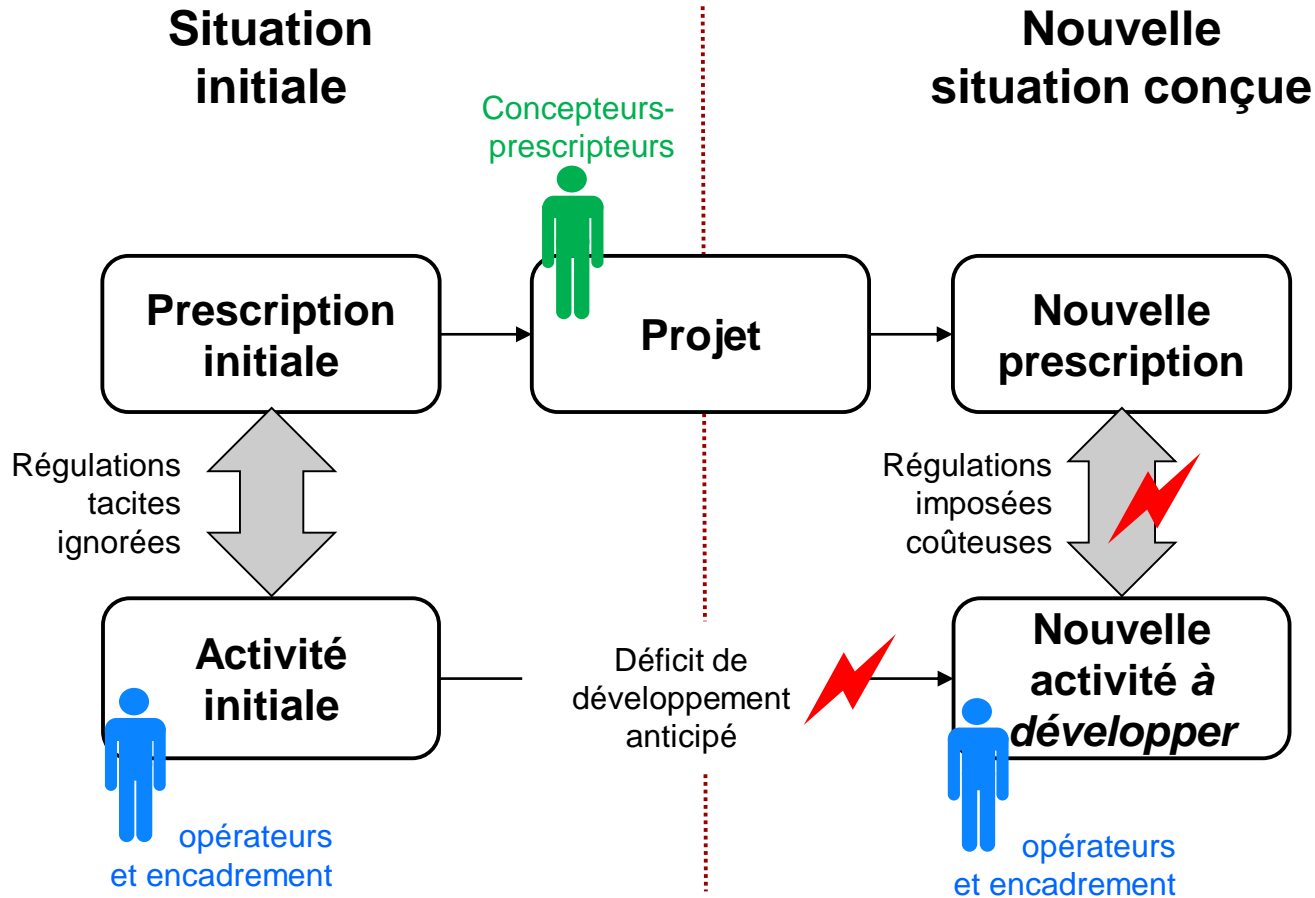 Situation
initiale
Nouvelle
situation conçue
Concepteurs-
prescripteurs
Prescription
initiale
Projet
Nouvelle
prescription
Régulations
tacites
ignorées
Régulations
imposées
coûteuses
Activité
initiale
Déficit de
développement
anticipé
Nouvelle
activité à
développer
opérateurs
et encadrement
opérateurs
et encadrement